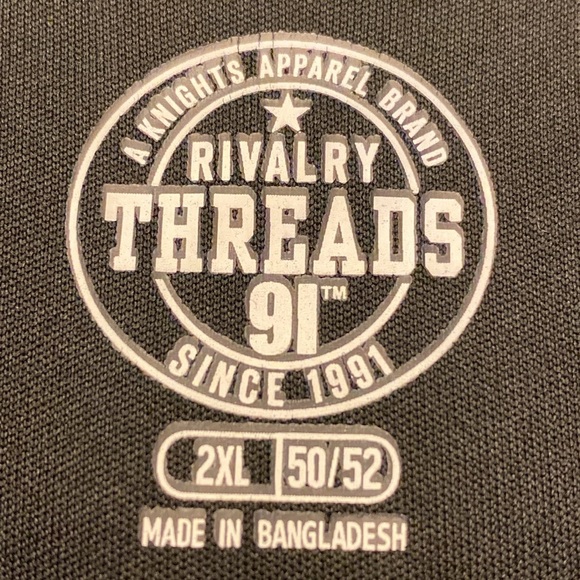 A KNIGHTS APPAREL BRAND
RIVALRY
THREADS
91™
SINCE 1991
2XL 50/52
MADE IN BANGLADESH